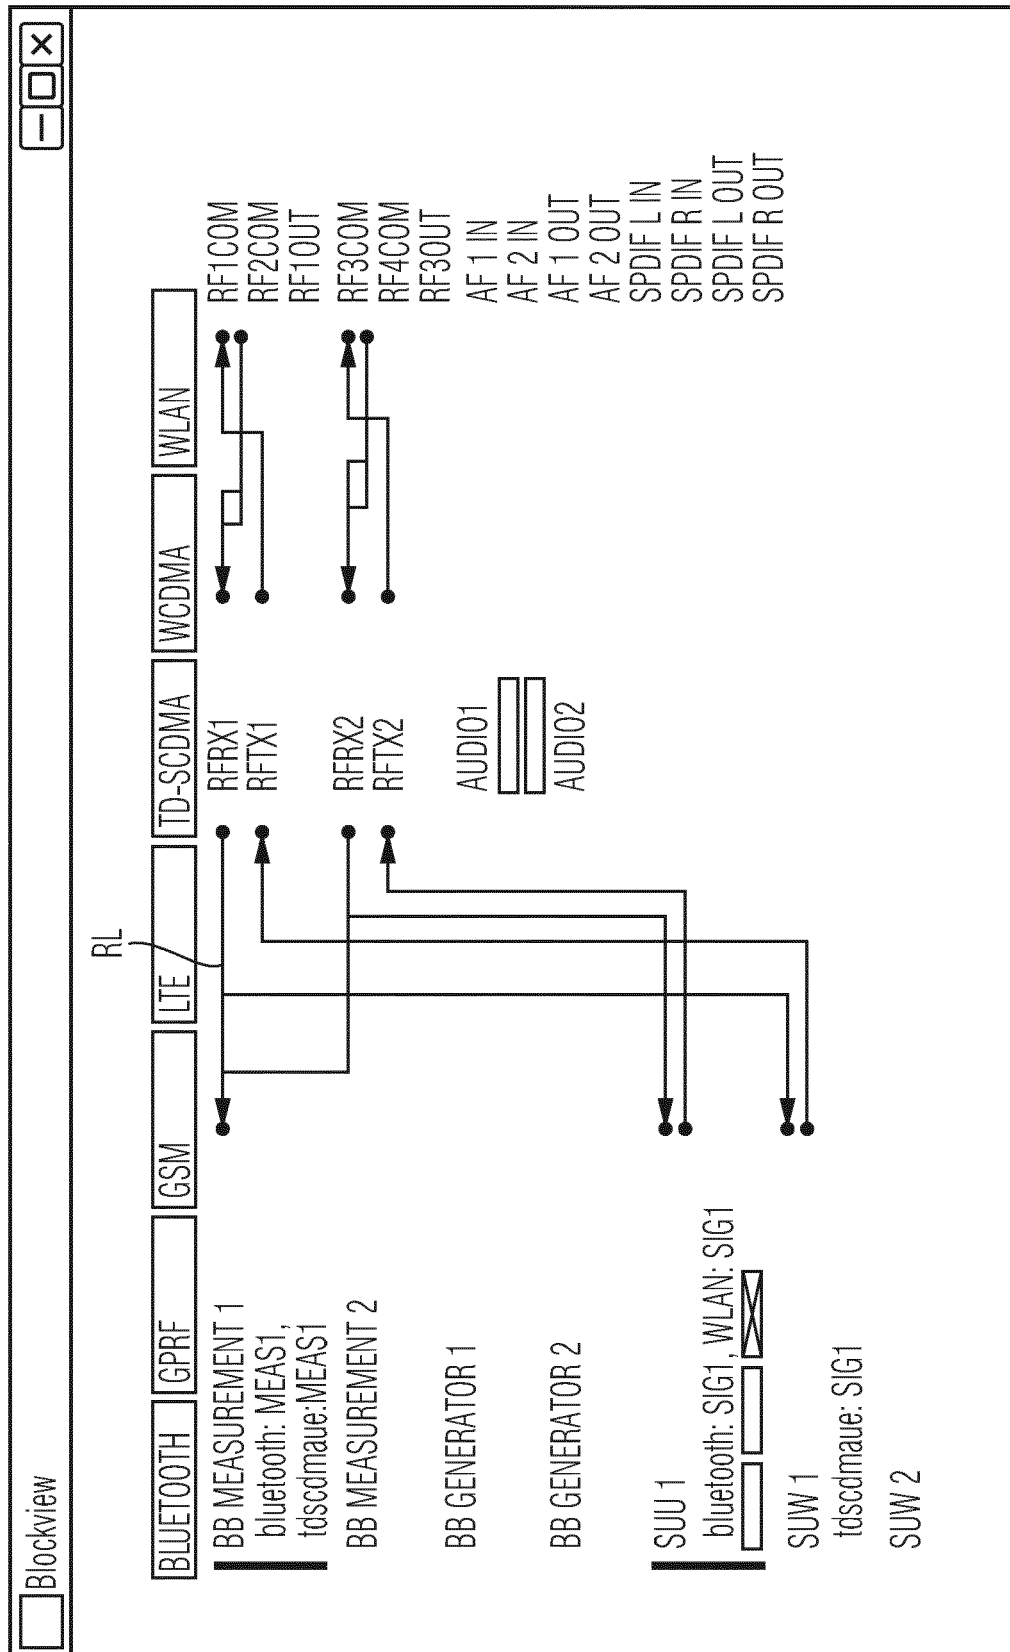 Blockview
BLUETOOTH
GPRF
GSM
LTE
TD-SCDMA
WCDMA
WLAN
RL
BB MEASUREMENT 1
bluetooth: MEAS1,
tdscdmaue:MEAS1
BB MEASUREMENT 2
BB GENERATOR 1
BB GENERATOR 2
SUU 1
bluetooth: SIG1, WLAN: SIG1
SUW 1
tdscdmaue: SIG1
SUW 2
RFRX1
RFTX1
RFRX2
RFTX2
AUDIO1
AUDIO2
RF1COM
RF2COM
RF1OUT
RF3COM
RF4COM
RF3OUT
AF 1 IN
AF 2 IN
AF 1 OUT
AF 2 OUT
SPDIF L IN
SPDIF R IN
SPDIF L OUT
SPDIF R OUT